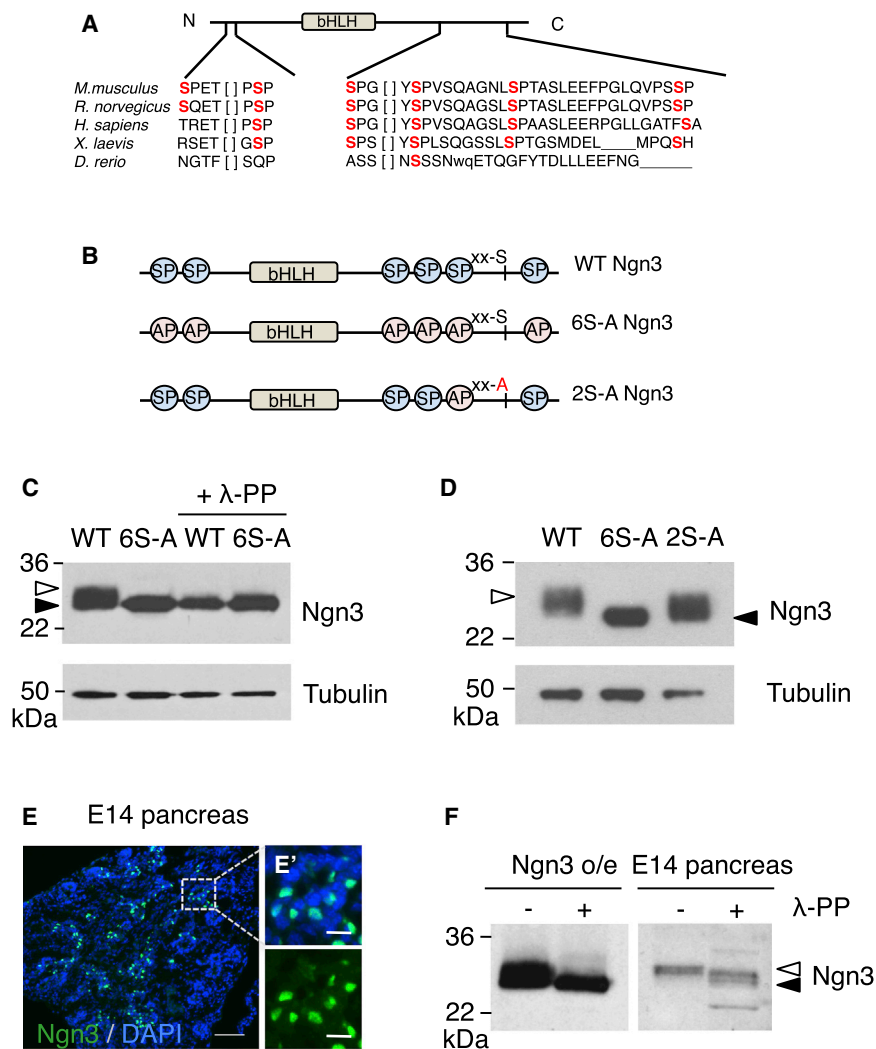 A
N bHLH C
M.musculus SPET [ ] PSP SPG [ ] YSPVSQAGNLSPTASLEEFPGLQVPSSP
R. norvegicus SQET [ ] PSP SPG [ ] YSPVSQAGSLSPTASLEEFPGLQVPSSP
H. sapiens TRET [ ] PSP SPG [ ] YSPVSQAGSLSPAASLEERPGLLGATFSA
X. laevis RSET [ ] GSP SPS [ ] YSPLSQGSSLSPTGSMDEL____MPQSH
D. rerio NGTF [ ] SQP ASS [ ] NSSSNwqETQGFYTDLLLEEFNG______
B
SP SP bHLH SP SP SP xx-S SP WT Ngn3
AP AP bHLH AP AP AP xx-S AP 6S-A Ngn3
SP SP bHLH SP SP AP xx-A SP 2S-A Ngn3
C
+ λ-PP
WT 6S-A WT 6S-A
36
22
Ngn3
50
kDa
Tubulin
D
WT 6S-A 2S-A
36
22
Ngn3
50
kDa
Tubulin
E E14 pancreas
E'
Ngn3 / DAPI
F
Ngn3 o/e E14 pancreas
- + - + λ-PP
36
22
kDa
Ngn3